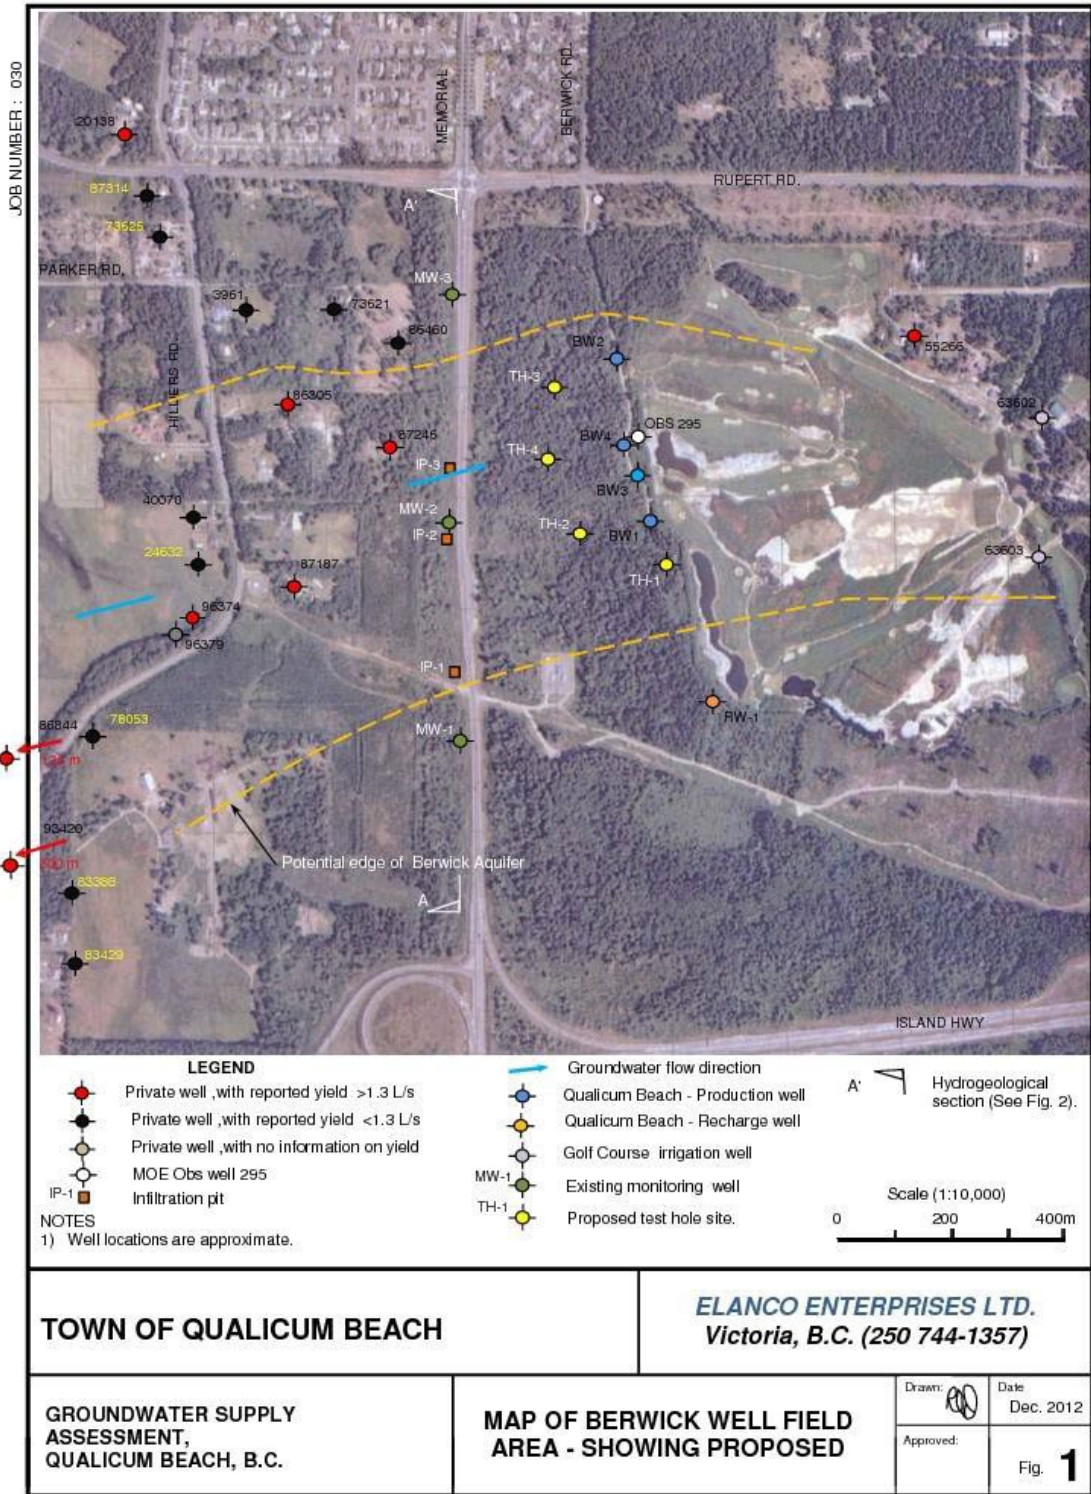 JOB NUMBER : 030
MEMORIAL
BERWICK RD.
20138
RUPERT RD.
87314
A'
73525
PARKER RD,
MW-3
3951
73521
85460
BW2
55266
HILLIERS RD.
TH-3
86305
63602
OBS 295
87245
BW4
TH-4
IP-3
BW3
40070
MW-2
TH-2
BW1
IP-2
24632
63603
87187
TH-1
96374
96379
IP-1
86844
78053
RW-1
MW-1
124 m
93420
300 m
Potential edge of Berwick Aquifer
83388
A
83429
ISLAND HWY
LEGEND
Private well ,with reported yield >1.3 L/s
Private well ,with reported yield <1.3 L/s
Private well ,with no information on yield
MOE Obs well 295
IP-1 Infiltration pit
NOTES
1) Well locations are approximate.
Groundwater flow direction
Qualicum Beach - Production well
Qualicum Beach - Recharge well
Golf Course irrigation well
MW-1 Existing monitoring well
TH-1 Proposed test hole site.
A' Hydrogeological
section (See Fig. 2).
Scale (1:10,000)
0 200 400m
TOWN OF QUALICUM BEACH
ELANCO ENTERPRISES LTD.
Victoria, B.C. (250 744-1357)
GROUNDWATER SUPPLY
ASSESSMENT,
QUALICUM BEACH, B.C.
MAP OF BERWICK WELL FIELD
AREA - SHOWING PROPOSED
Drawn:
Date
Dec. 2012
Approved:
Fig. 1